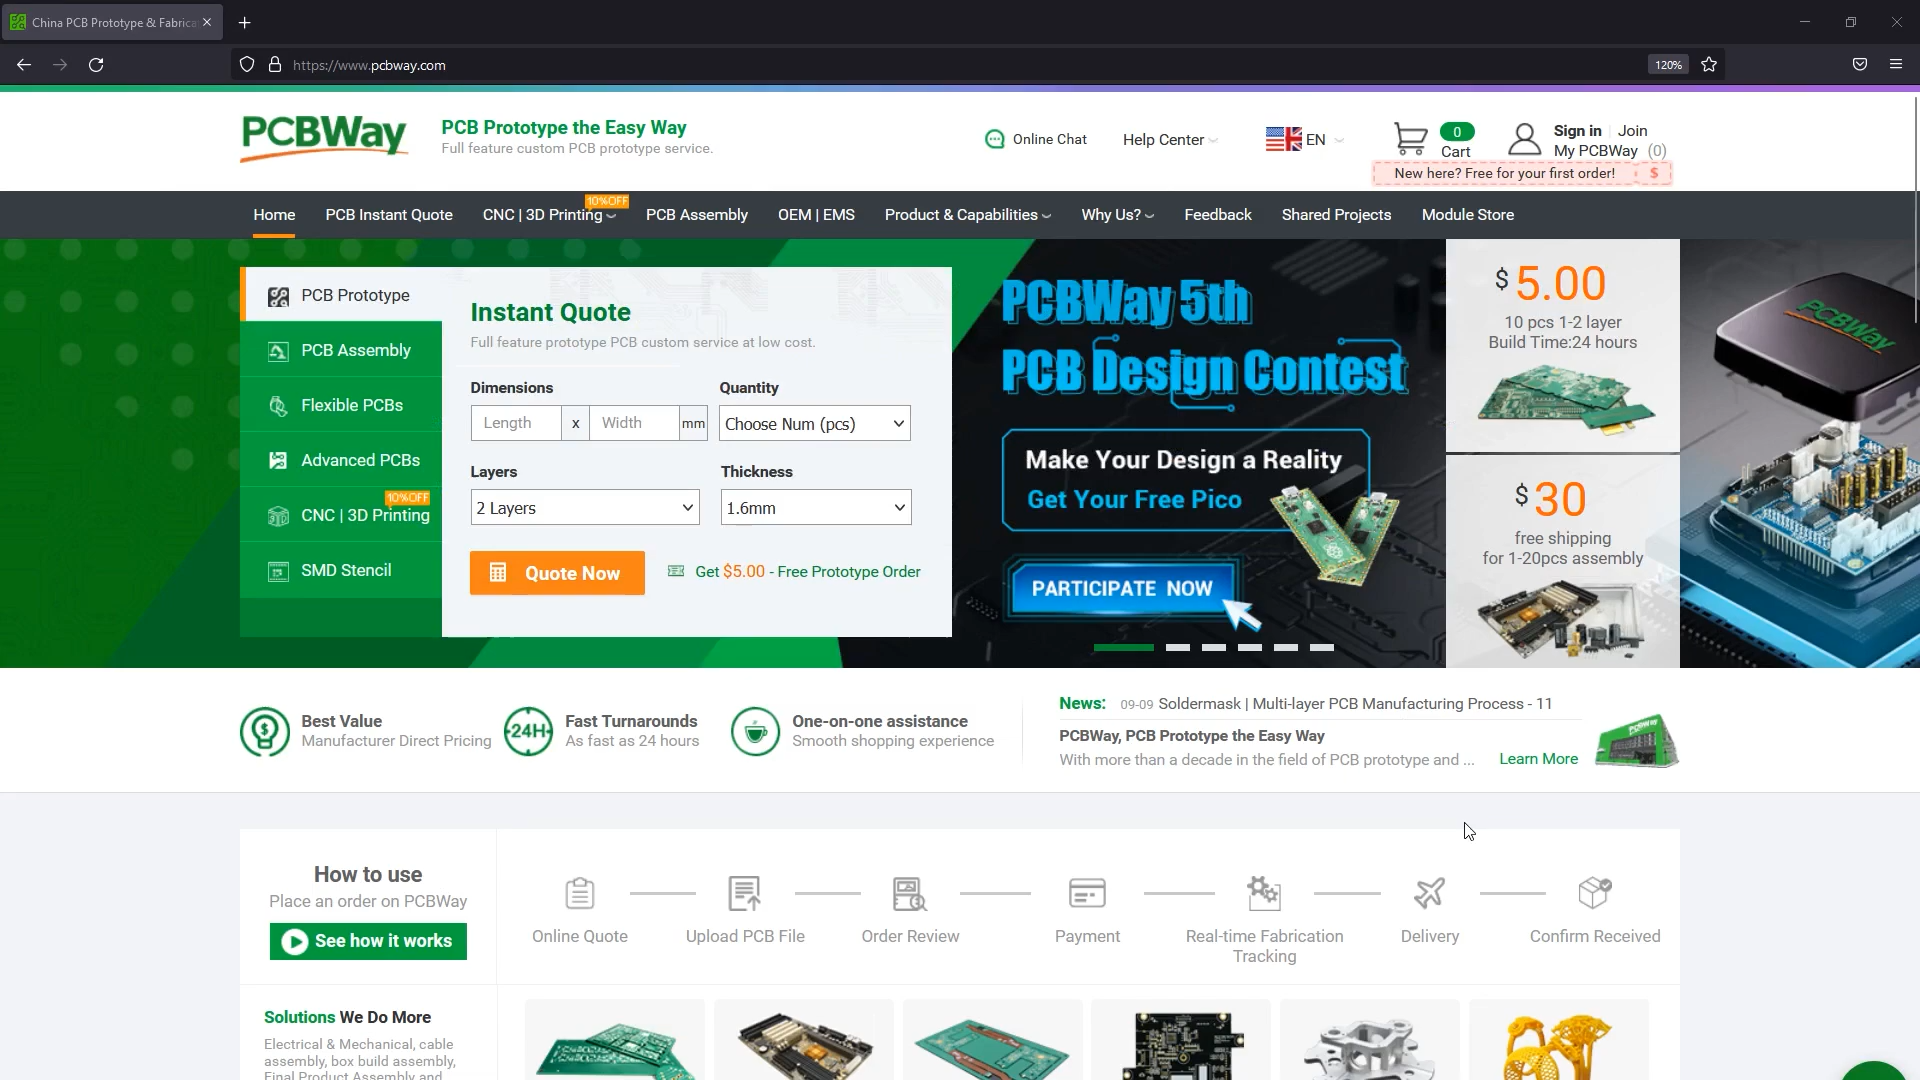 China PCB Prototype & Fabrica
https://www.pcbway.com
120%
PCBWay
PCB Prototype the Easy Way
Full feature custom PCB prototype service.
Online Chat
Help Center
EN
0
Cart
Sign in
Join
My PCBWay (0)
New here? Free for your first order!
$
Home
PCB Instant Quote
CNC | 3D Printing
10%OFF
PCB Assembly
OEM | EMS
Product & Capabilities
Why Us?
Feedback
Shared Projects
Module Store
PCB Prototype
PCB Assembly
Flexible PCBs
Advanced PCBs
10%OFF
CNC | 3D Printing
SMD Stencil
Instant Quote
Full feature prototype PCB custom service at low cost.
Dimensions
Quantity
Length
x
Width
mm
Choose Num (pcs)
Layers
Thickness
2 Layers
1.6mm
Quote Now
Get $5.00 - Free Prototype Order
PCBWay 5th
PCB Design Contest
Make Your Design a Reality
Get Your Free Pico
PARTICIPATE NOW
$ 5.00
10 pcs 1-2 layer
Build Time:24 hours
$ 30
free shipping
for 1-20pcs assembly
PCBWay
Best Value
Manufacturer Direct Pricing
24H
Fast Turnarounds
As fast as 24 hours
One-on-one assistance
Smooth shopping experience
News: 09-09 Soldermask | Multi-layer PCB Manufacturing Process - 11
PCBWay, PCB Prototype the Easy Way
With more than a decade in the field of PCB prototype and ...
Learn More
PCBWay
How to use
Place an order on PCBWay
See how it works
Online Quote
Upload PCB File
Order Review
Payment
Real-time Fabrication
Tracking
Delivery
Confirm Received
Solutions We Do More
Electrical & Mechanical, cable
assembly, box build assembly,
Final Product Assembly and